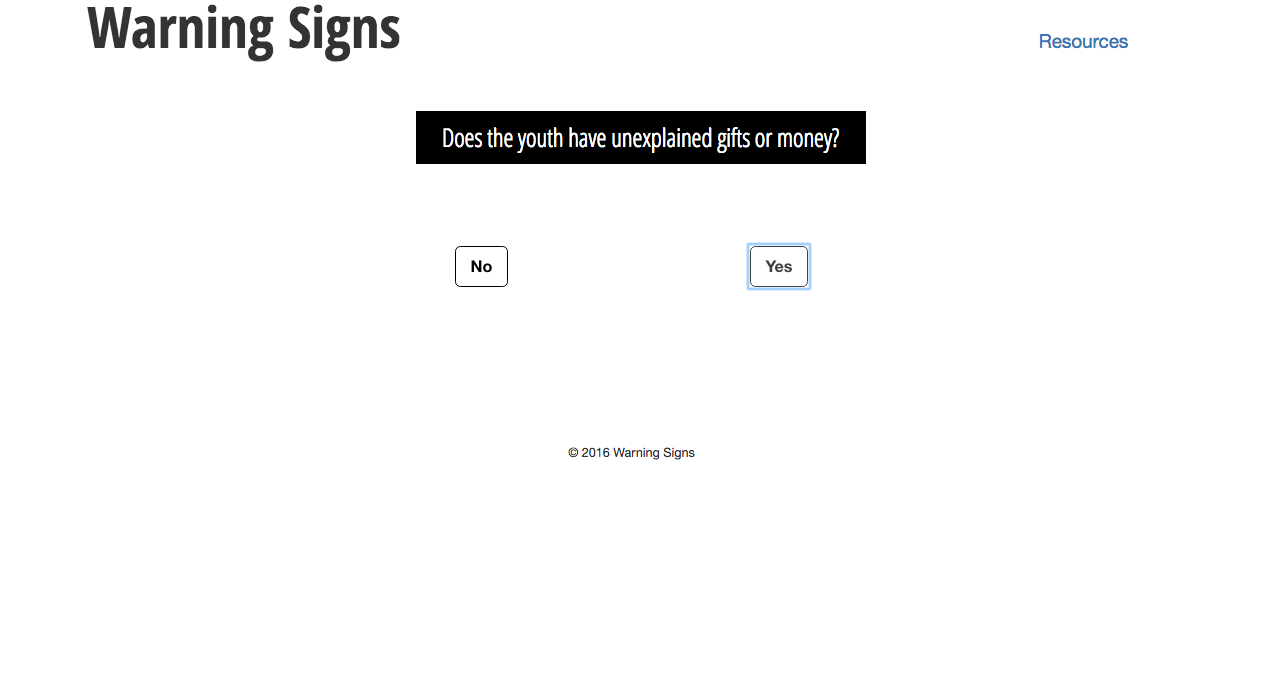 Warning Signs
Resources
Does the youth have unexplained gifts or money?
No
Yes
© 2016 Warning Signs